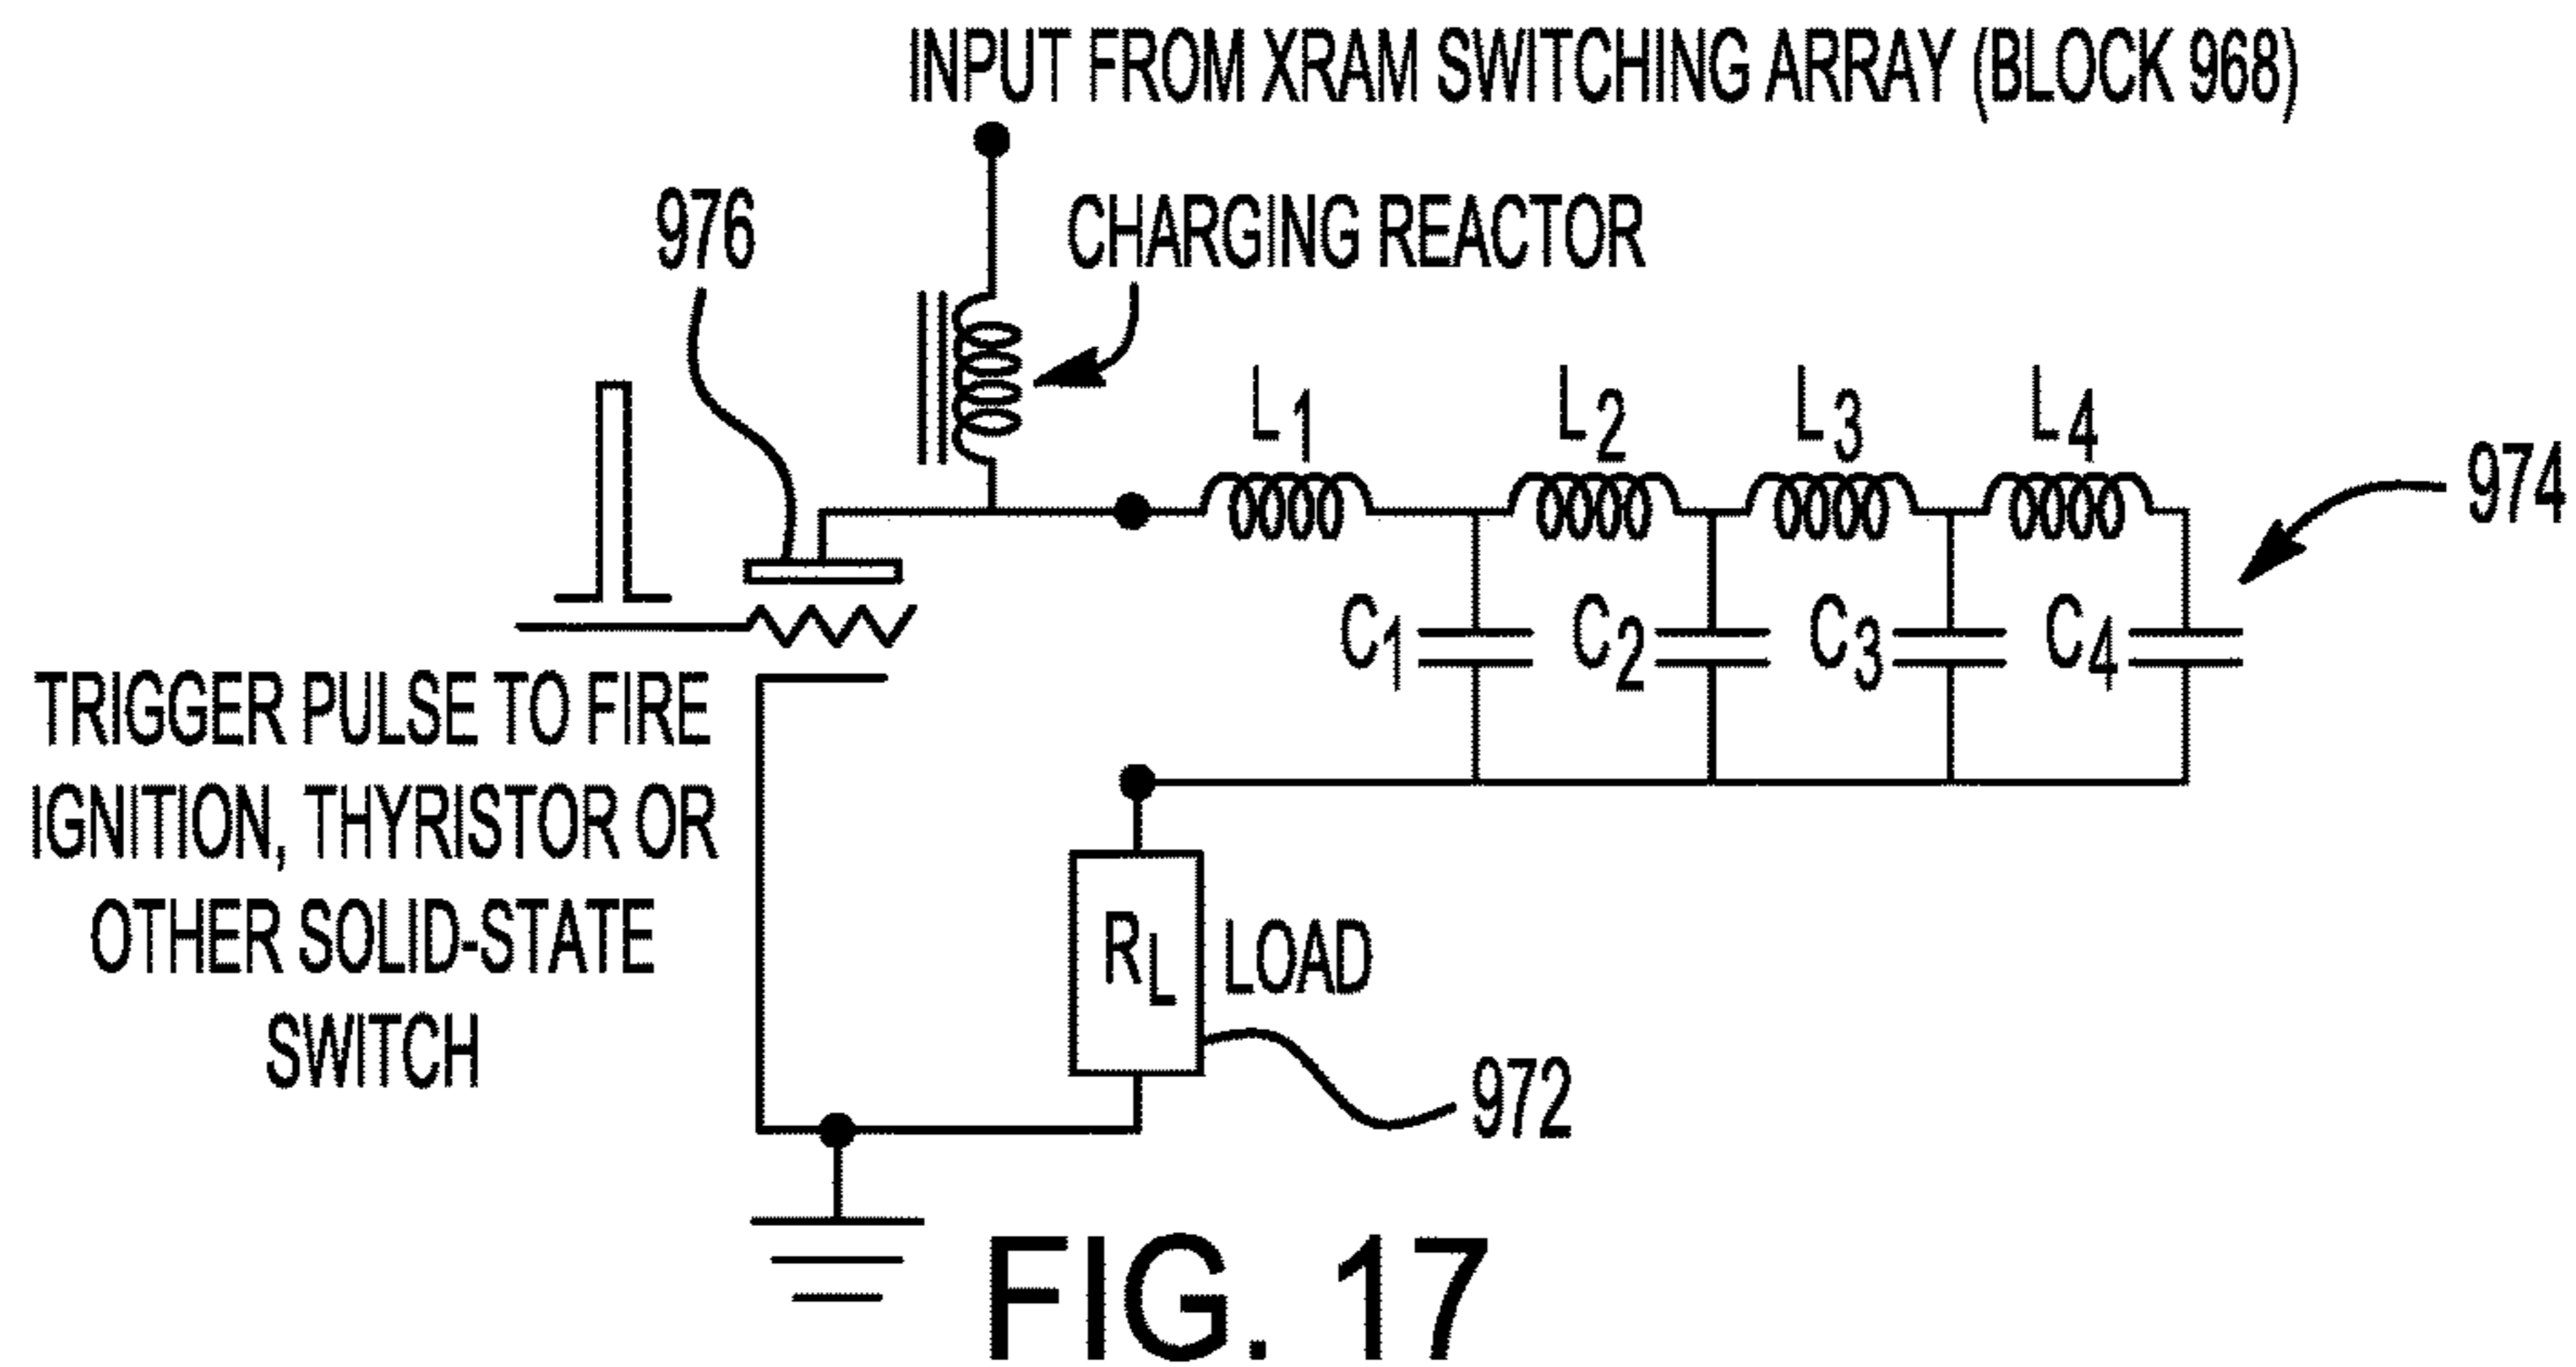 INPUT FROM XRAM SWITCHING ARRAY (BLOCK 968)
976
CHARGING REACTOR
L1
L2
L3
L4
974
C1
C2
C3
C4
TRIGGER PULSE TO FIRE
IGNITION, THYRISTOR OR
OTHER SOLID-STATE
SWITCH
RL
LOAD
972
FIG. 17